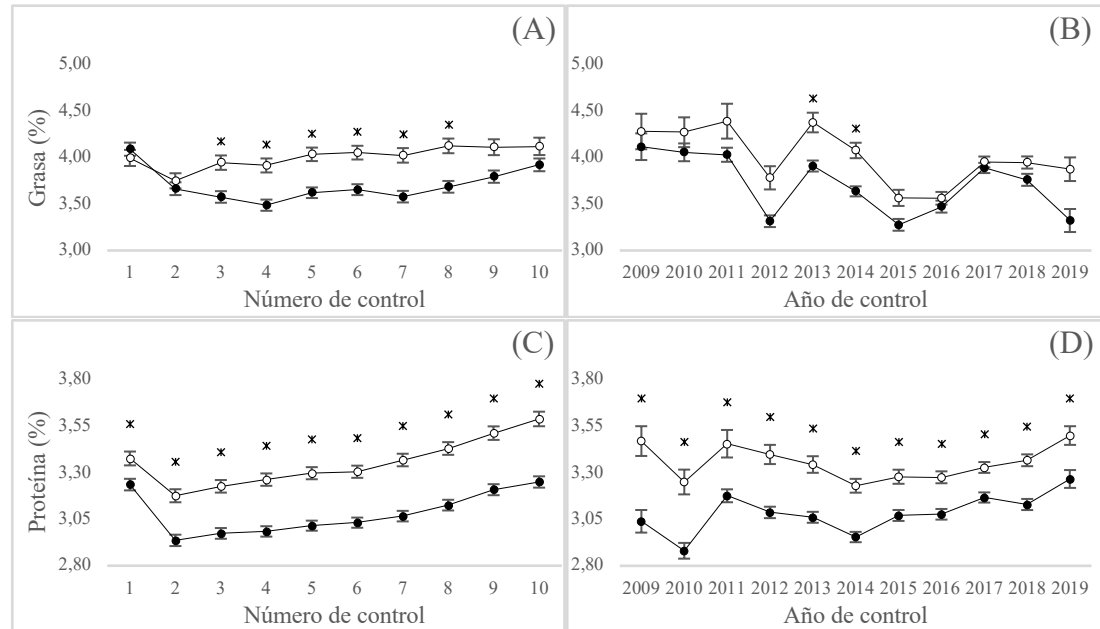 (A)
Grasa (%)
5,00
4,50
4,00
3,50
3,00
1 2 3 4 5 6 7 8 9 10
Número de control
(B)
5,00
4,50
4,00
3,50
3,00
2009 2010 2011 2012 2013 2014 2015 2016 2017 2018 2019
Año de control
(C)
Proteína (%)
3,80
3,55
3,30
3,05
2,80
1 2 3 4 5 6 7 8 9 10
Número de control
(D)
3,80
3,55
3,30
3,05
2,80
2009 2010 2011 2012 2013 2014 2015 2016 2017 2018 2019
Año de control